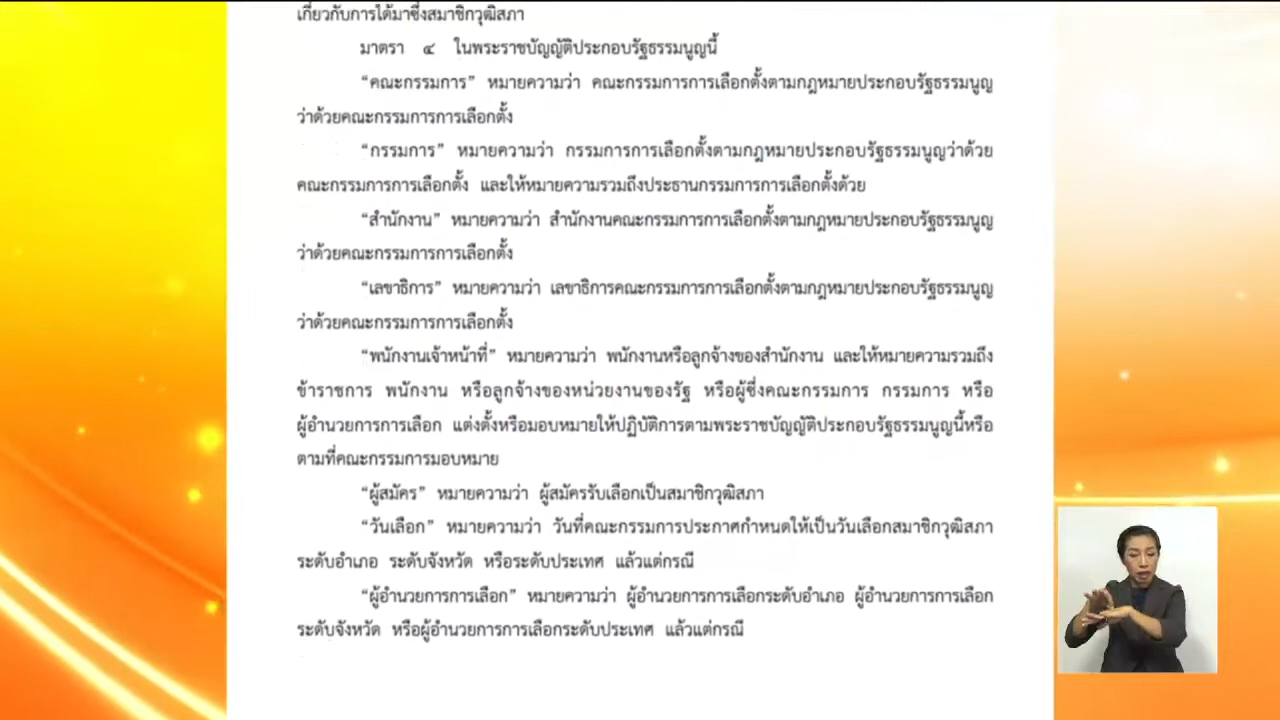 เกี่ยวกับการได้มาซึ่งสมาชิกวุฒิสภา
มาตรา ๔ ในพระราชบัญญัติประกอบรัฐธรรมนูญนี้
“คณะกรรมการ” หมายความว่า คณะกรรมการการเลือกตั้งตามกฎหมายประกอบรัฐธรรมนูญ
ว่าด้วยคณะกรรมการการเลือกตั้ง
“กรรมการ” หมายความว่า กรรมการการเลือกตั้งตามกฎหมายประกอบรัฐธรรมนูญว่าด้วย
คณะกรรมการการเลือกตั้ง และให้หมายความรวมถึงประธานกรรมการการเลือกตั้งด้วย
“สำนักงาน” หมายความว่า สำนักงานคณะกรรมการการเลือกตั้งตามกฎหมายประกอบรัฐธรรมนูญ
ว่าด้วยคณะกรรมการการเลือกตั้ง
“เลขาธิการ” หมายความว่า เลขาธิการคณะกรรมการการเลือกตั้งตามกฎหมายประกอบรัฐธรรมนูญ
ว่าด้วยคณะกรรมการการเลือกตั้ง
“พนักงานเจ้าหน้าที่” หมายความว่า พนักงานหรือลูกจ้างของสำนักงาน และให้หมายความรวมถึง
ข้าราชการ พนักงาน หรือลูกจ้างของหน่วยงานของรัฐ หรือผู้ซึ่งคณะกรรมการ กรรมการ หรือ
ผู้อำนวยการการเลือก แต่งตั้งหรือมอบหมายให้ปฏิบัติการตามพระราชบัญญัติประกอบรัฐธรรมนูญนี้หรือ
ตามที่คณะกรรมการมอบหมาย
“ผู้สมัคร” หมายความว่า ผู้สมัครรับเลือกเป็นสมาชิกวุฒิสภา
“วันเลือก” หมายความว่า วันที่คณะกรรมการประกาศกำหนดให้เป็นวันเลือกสมาชิกวุฒิสภา
ระดับอำเภอ ระดับจังหวัด หรือระดับประเทศ แล้วแต่กรณี
“ผู้อำนวยการการเลือก” หมายความว่า ผู้อำนวยการการเลือกระดับอำเภอ ผู้อำนวยการการเลือก
ระดับจังหวัด หรือผู้อำนวยการการเลือกระดับประเทศ แล้วแต่กรณี